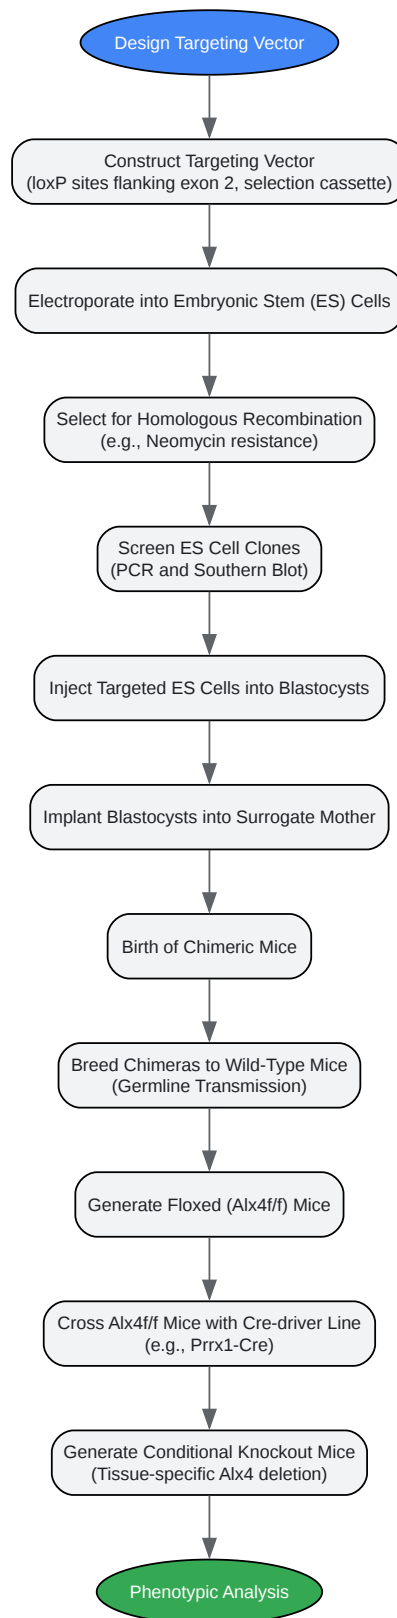 Design Targeting Vector
Construct Targeting Vector
(loxP sites flanking exon 2, selection cassette)
Electroporate into Embryonic Stem (ES) Cells
Select for Homologous Recombination
(e.g., Neomycin resistance)
Screen ES Cell Clones
(PCR and Southern Blot)
Inject Targeted ES Cells into Blastocysts
Implant Blastocysts into Surrogate Mother
Birth of Chimeric Mice
Breed Chimeras to Wild-Type Mice
(Germline Transmission)
Generate Floxed (Alx4f/f) Mice
Cross Alx4f/f Mice with Cre-driver Line
(e.g., Prrx1-Cre)
Generate Conditional Knockout Mice
(Tissue-specific Alx4 deletion)
Phenotypic Analysis